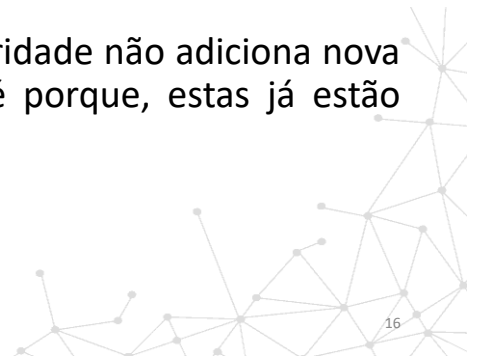 ridade não adiciona nova
é porque, estas já estão
16